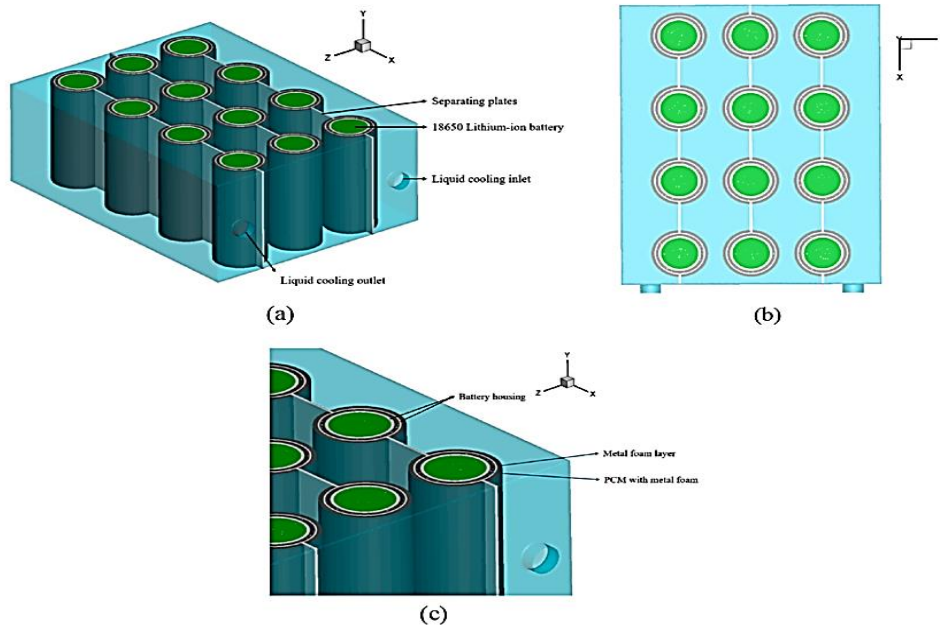 Y
Z
X
Separating plates
18650 Lithium-ion battery
Liquid cooling inlet
Liquid cooling outlet
(a)
X
(b)
Y
Z
X
Battery housing
Metal foam layer
PCM with metal foam
(c)